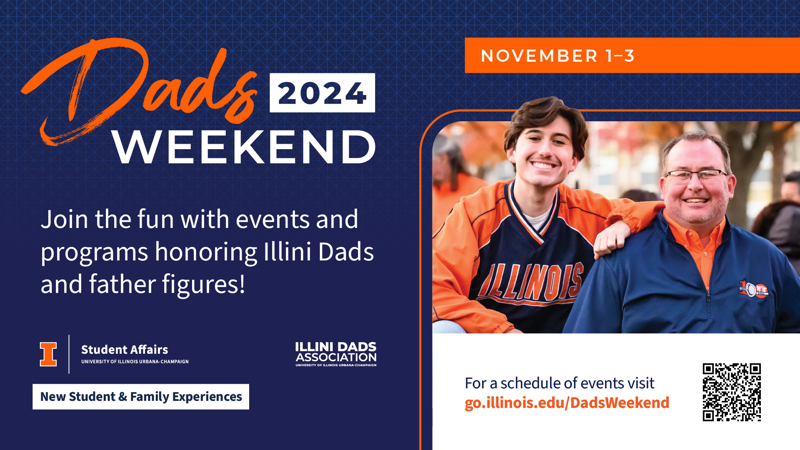 Dads
2024
WEEKEND
NOVEMBER 1–3
Join the fun with events and
programs honoring Illini Dads
and father figures!
ILLINOIS
I
Student Affairs
UNIVERSITY OF ILLINOIS URBANA-CHAMPAIGN
ILLINI DADS
ASSOCIATION
UNIVERSITY OF ILLINOIS URBANA-CHAMPAIGN
New Student & Family Experiences
For a schedule of events visit
go.illinois.edu/DadsWeekend